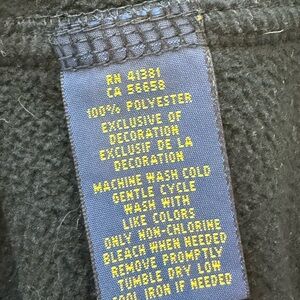 RN 41381
CA 56658
100% POLYESTER
EXCLUSIVE OF
DECORATION
EXCLUSIF DE LA
DECORATION
MACHINE WASH COLD
GENTLE CYCLE
WASH WITH
LIKE COLORS
ONLY NON-CHLORINE
BLEACH WHEN NEEDED
REMOVE PROMPTLY
TUMBLE DRY LOW
COOL IRON IF NEEDED